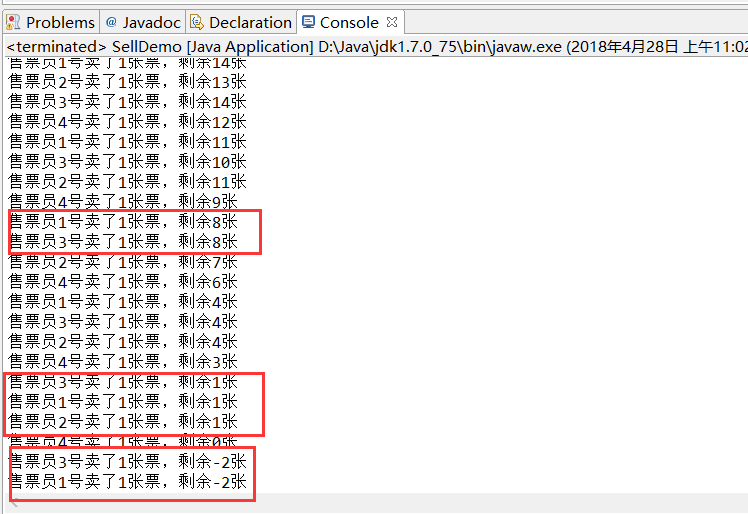 Problems @ Javadoc Declaration Console
<terminated> SellDemo [Java Application] D:\Java\jdk1.7.0_75\bin\javaw.exe (2018年4月28日 上午11:02
售票员1号卖了1张票，剩余14张
售票员2号卖了1张票，剩余13张
售票员3号卖了1张票，剩余14张
售票员4号卖了1张票，剩余12张
售票员1号卖了1张票，剩余11张
售票员3号卖了1张票，剩余10张
售票员2号卖了1张票，剩余11张
售票员4号卖了1张票，剩余9张
售票员1号卖了1张票，剩余8张
售票员3号卖了1张票，剩余8张
售票员2号卖了1张票，剩余7张
售票员4号卖了1张票，剩余6张
售票员1号卖了1张票，剩余4张
售票员3号卖了1张票，剩余4张
售票员2号卖了1张票，剩余4张
售票员4号卖了1张票，剩余3张
售票员3号卖了1张票，剩余1张
售票员1号卖了1张票，剩余1张
售票员2号卖了1张票，剩余1张
售票员4号卖了1张票，剩余0张
售票员3号卖了1张票，剩余-2张
售票员1号卖了1张票，剩余-2张